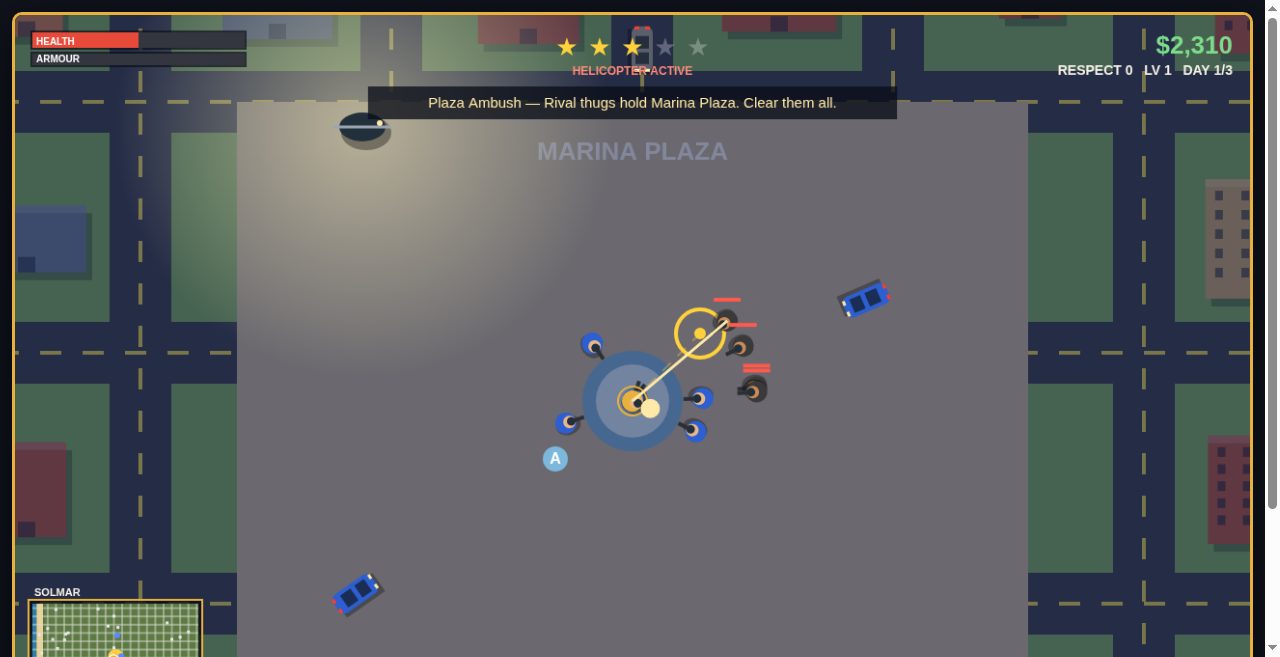 HEALTH
ARMOUR
HELICOPTER ACTIVE
$2,310
RESPECT 0 LV 1 DAY 1/3
Plaza Ambush — Rival thugs hold Marina Plaza. Clear them all.
MARINA PLAZA
A
SOLMAR